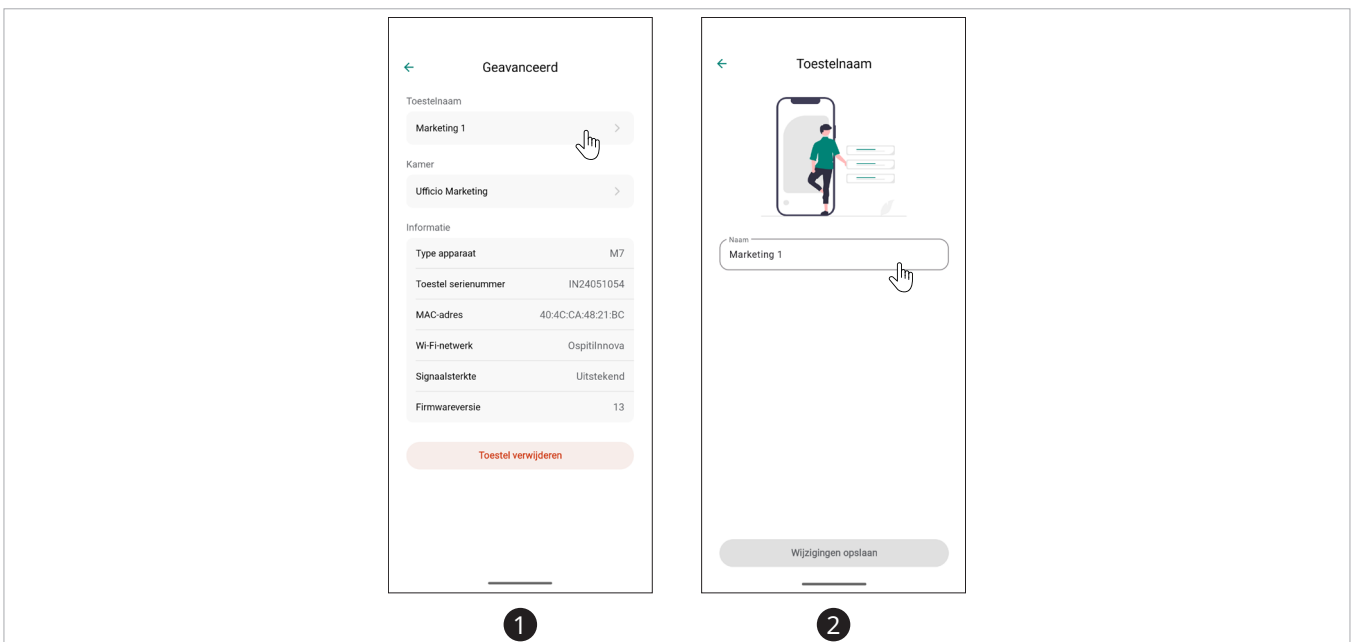 Geavanceerd
Toestelnaam
Marketing 1
Kamer
Ufficio Marketing
Informatie
Type apparaat M7
Toestel serienummer IN24051054
MAC-adres 40:4C:CA:48:21:BC
Wi-Fi-netwerk OspitiInnova
Signaalsterkte Uitstekend
Firmwareversie 13
Toestel verwijderen
1
Toestelnaam
Naam
Marketing 1
Wijzigingen opslaan
2